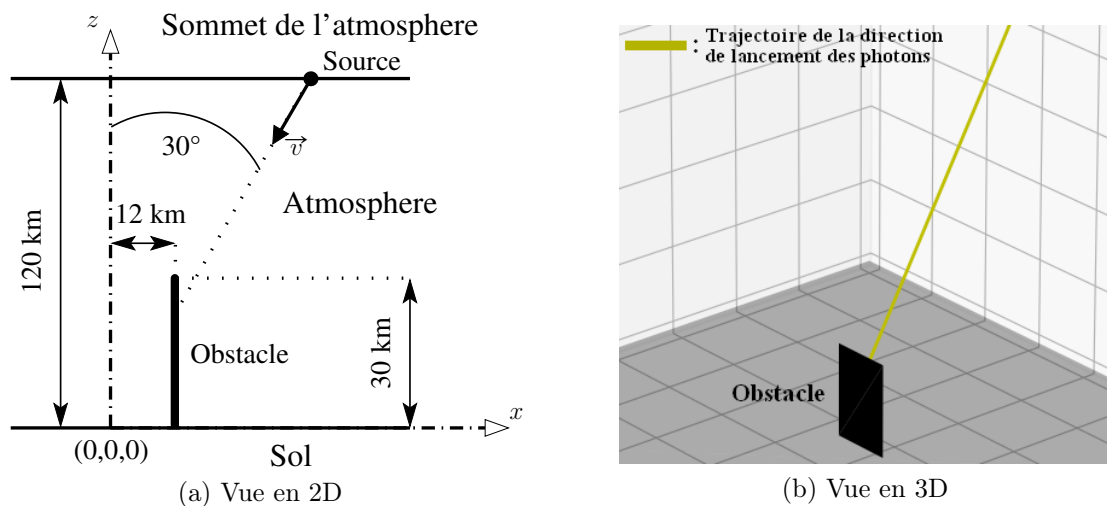 z
Sommet de l'atmosphere
Source
30°
v
Atmosphere
12 km
120 km
Obstacle
30 km
x
(0,0,0)
Sol
(a) Vue en 2D
: Trajectoire de la direction
de lancement des photons
Obstacle
(b) Vue en 3D